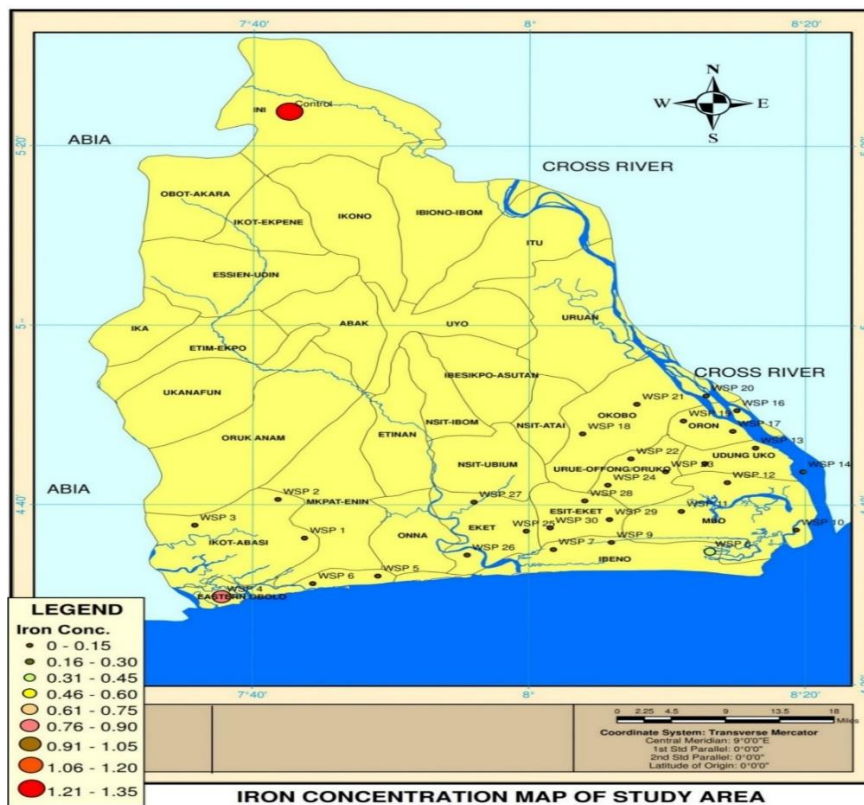 7°40' 8° 8°20'
N
W E
S
INI
Control
ABIA
5°20'
CROSS RIVER
OBOT-AKARA
IKOT-EKPENE
IKONO
IBIONO-IBOM
ITU
ESSIEN-UDIN
URUAN
IKA
ABAK
UYO
ETIM-EKPO
CROSS RIVER
IBESIKPO-ASUTAN
UKANAFUN
WSP 20
WSP 21
WSP 16
OKOBO
WSP 19
NSIT-IBOM
NSIT-ATAI
ORON
WSP 17
ORUK ANAM
ETINAN
WSP 18
WSP 13
NSIT-UBIUM
WSP 22
UDUNG UKO
URUE-OFFONG/ORUKO
WSP 14
WSP 24
WSP 12
ABIA
WSP 2
4°40'
MKPAT-ENIN
WSP 27
WSP 28
WSP 3
ESIT-EKET
WSP 29
WSP 11
MBO
ONNA
EKET
WSP 25
WSP 30
WSP 10
WSP 1
IKOT-ABASI
WSP 26
WSP 7
WSP 9
IBENO
WSP 6
WSP 5
WSP 4
EASTERN OBOLO
LEGEND
Iron Conc.
0 - 0.15
0.16 - 0.30
0.31 - 0.45
0.46 - 0.60
0.61 - 0.75
0.76 - 0.90
0.91 - 1.05
1.06 - 1.20
1.21 - 1.35
7°40' 8° 8°20'
0 2.25 4.5 9 13.5 18
Miles
Coordinate System: Transverse Mercator
Central Meridian: 9°0'0"E
1st Std Parallel: 0°0'0"
2nd Std Parallel: 0°0'0"
Latitude of Origin: 0°0'0"
IRON CONCENTRATION MAP OF STUDY AREA